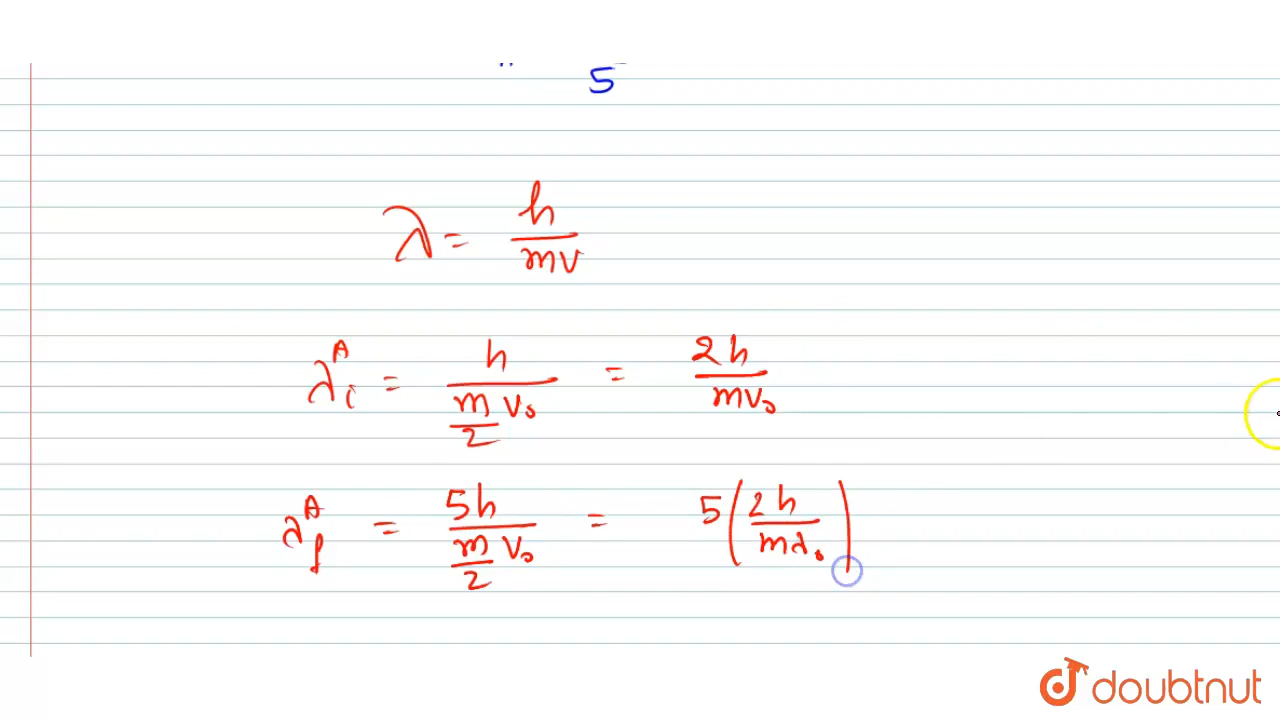 5
λ = h/mv
λ_i^A = h/((m/2) v₀) = 2h/mv₀
λ_f^A = 5h/((m/2) v₀) = 5(2h/mλ₀)
doubtnut